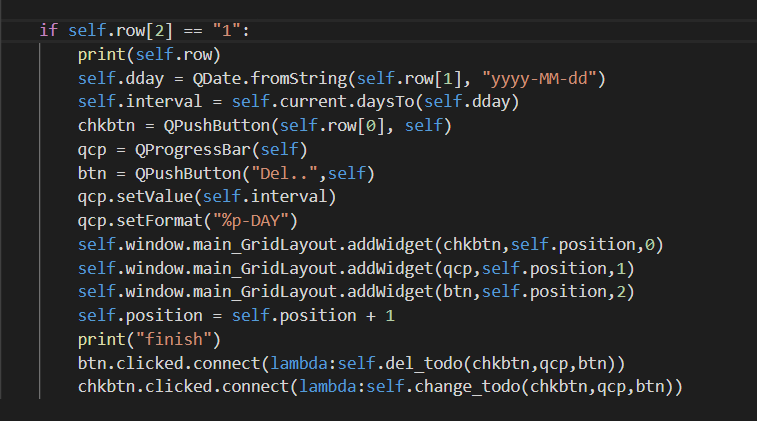 if self.row[2] == "1":
print(self.row)
self.dday = QDate.fromString(self.row[1], "yyyy-MM-dd")
self.interval = self.current.daysTo(self.dday)
chkbtn = QPushButton(self.row[0], self)
qcp = QProgressBar(self)
btn = QPushButton("Del..",self)
qcp.setValue(self.interval)
qcp.setFormat("%p-DAY")
self.window.main_GridLayout.addWidget(chkbtn,self.position,0)
self.window.main_GridLayout.addWidget(qcp,self.position,1)
self.window.main_GridLayout.addWidget(btn,self.position,2)
self.position = self.position + 1
print("finish")
btn.clicked.connect(lambda:self.del_todo(chkbtn,qcp,btn))
chkbtn.clicked.connect(lambda:self.change_todo(chkbtn,qcp,btn))